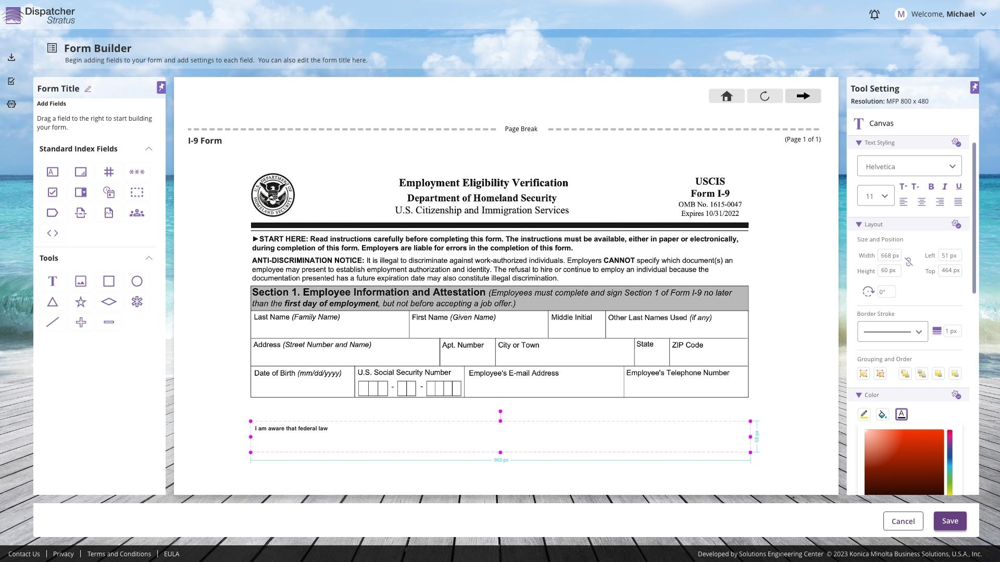 Dispatcher
Stratus
M Welcome, Michael
Form Builder
Begin adding fields to your form and add settings to each field. You can also edit the form title here.
Form Title
Add Fields
Drag a field to the right to start building
your form.
Standard Index Fields
Tools
Page Break
I-9 Form
(Page 1 of 1)
U.S. DEPARTMENT OF
HOMELAND SECURITY
Employment Eligibility Verification
Department of Homeland Security
U.S. Citizenship and Immigration Services
USCIS
Form I-9
OMB No. 1615-0047
Expires 10/31/2022
►START HERE: Read instructions carefully before completing this form. The instructions must be available, either in paper or electronically,
during completion of this form. Employers are liable for errors in the completion of this form.
ANTI-DISCRIMINATION NOTICE: It is illegal to discriminate against work-authorized individuals. Employers CANNOT specify which document(s) an
employee may present to establish employment authorization and identity. The refusal to hire or continue to employ an individual because the
documentation presented has a future expiration date may also constitute illegal discrimination.
Section 1. Employee Information and Attestation (Employees must complete and sign Section 1 of Form I-9 no later
than the first day of employment, but not before accepting a job offer.)
Last Name (Family Name) First Name (Given Name) Middle Initial Other Last Names Used (if any)
Address (Street Number and Name) Apt. Number City or Town State ZIP Code
Date of Birth (mm/dd/yyyy) U.S. Social Security Number Employee's E-mail Address Employee's Telephone Number
- -
I am aware that federal law
60 px
960 px
Tool Setting
Resolution: MFP 800 x 480
T Canvas
Text Styling
Helvetica
11 T T B I U
Layout
Size and Position
Width 668 px Left 51 px
Height 60 px Top 464 px
0°
Border Stroke
1 px
Grouping and Order
Color
A
Cancel
Save
Contact Us | Privacy | Terms and Conditions | EULA
Developed by Solutions Engineering Center © 2023 Konica Minolta Business Solutions, U.S.A., Inc.